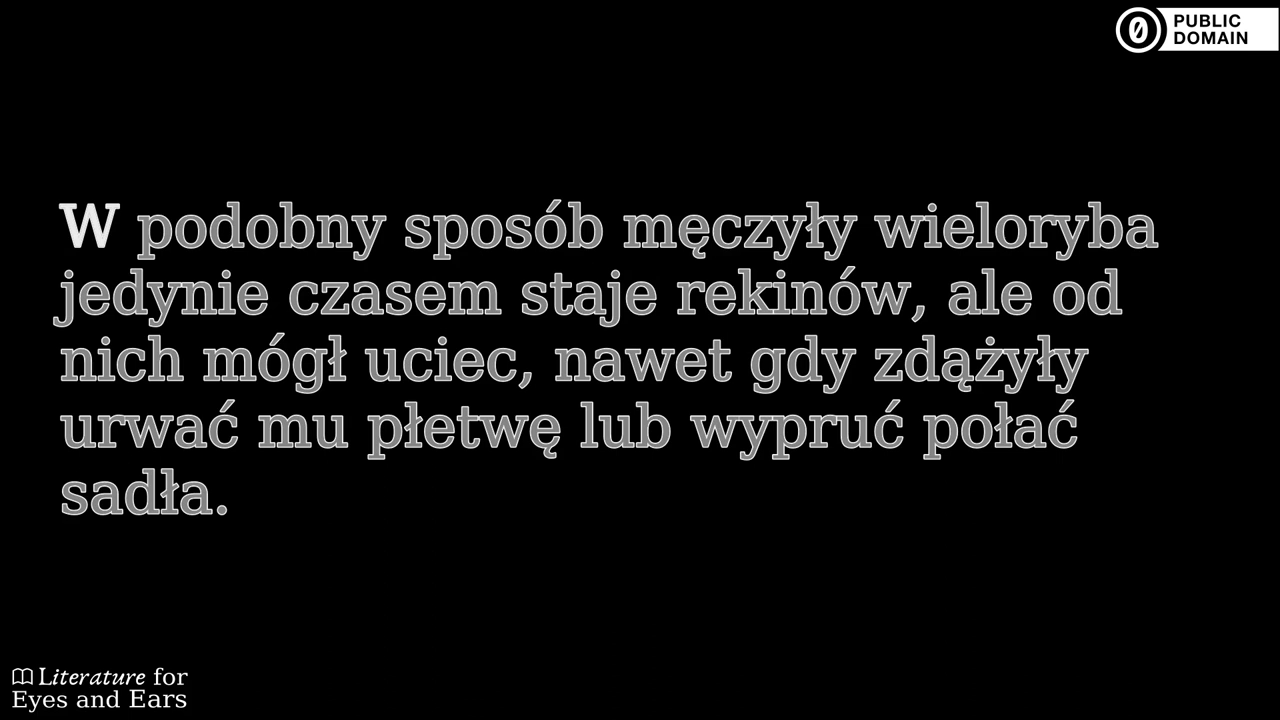 PUBLIC
DOMAIN
W podobny sposób męczyły wieloryba
jedynie czasem staje rekinów, ale od
nich mógł uciec, nawet gdy zdążyły
urwać mu płetwę lub wypruć połać
sadła.
Literature for
Eyes and Ears